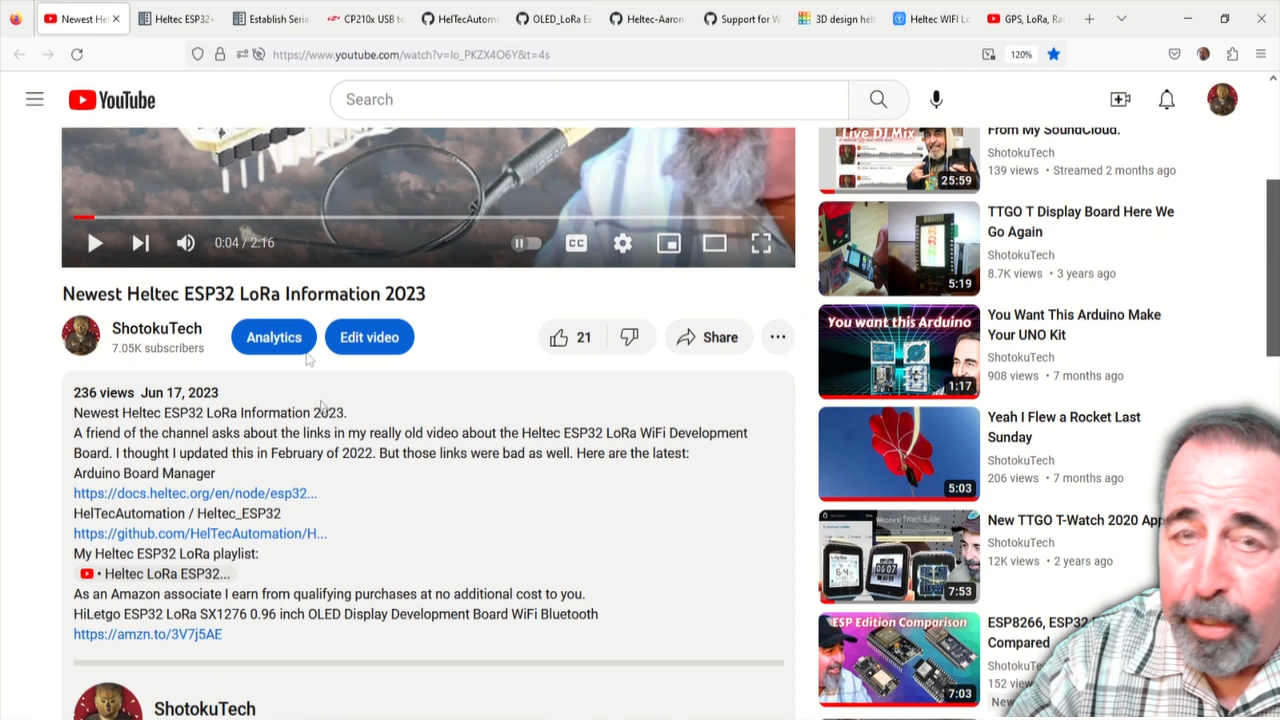 Newest He
Heltec ESP32
Establish Seria
CP210x USB to
HelTecAutom
OLED_LoRa E
Heltec-Aaron-
Support for W
3D design hel
Heltec WIFI Lo
GPS, LoRa, Ra
https://www.youtube.com/watch?v=Io_PKZX4O6Y&t=4s
120%
YouTube
Search
0:04 / 2:16
CC
Newest Heltec ESP32 LoRa Information 2023
ShotokuTech
7.05K subscribers
Analytics
Edit video
21
Share
236 views Jun 17, 2023
Newest Heltec ESP32 LoRa Information 2023.
A friend of the channel asks about the links in my really old video about the Heltec ESP32 LoRa WiFi Development
Board. I thought I updated this in February of 2022. But those links were bad as well. Here are the latest:
Arduino Board Manager
https://docs.heltec.org/en/node/esp32...
HelTecAutomation / Heltec_ESP32
https://github.com/HelTecAutomation/H...
My Heltec ESP32 LoRa playlist:
• Heltec LoRa ESP32...
As an Amazon associate I earn from qualifying purchases at no additional cost to you.
HiLetgo ESP32 LoRa SX1276 0.96 inch OLED Display Development Board WiFi Bluetooth
https://amzn.to/3V7j5AE
ShotokuTech
Live DJ Mix
25:59
From My SoundCloud.
ShotokuTech
139 views • Streamed 2 months ago
5:19
TTGO T Display Board Here We
Go Again
ShotokuTech
8.7K views • 3 years ago
You want this Arduino
1:17
You Want This Arduino Make
Your UNO Kit
ShotokuTech
908 views • 7 months ago
5:03
Yeah I Flew a Rocket Last
Sunday
ShotokuTech
206 views • 7 months ago
7:53
New TTGO T-Watch 2020 App
ShotokuTech
12K views • 2 years ago
ESP Edition Comparison
7:03
ESP8266, ESP32
Compared
ShotokuTe
152 view
New